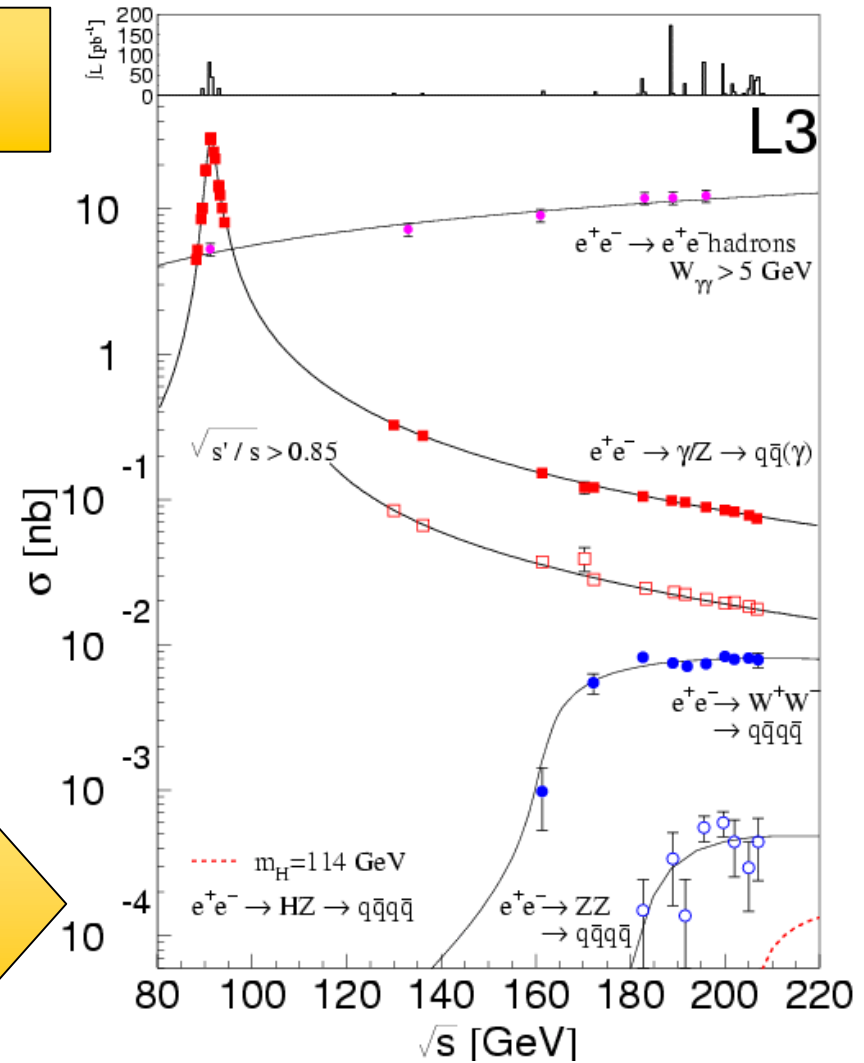 ∫L [pb⁻¹]
200
150
100
50
0
L3
σ [nb]
10
1
10⁻¹
10⁻²
10⁻³
10⁻⁴
e⁺e⁻ → e⁺e⁻hadrons
W_γγ > 5 GeV
√s'/s > 0.85
e⁺e⁻ → γ/Z → qq̄(γ)
e⁺e⁻ → W⁺W⁻
→ qq̄qq̄
m_H=114 GeV
e⁺e⁻ → HZ → qq̄qq̄
e⁺e⁻ → ZZ
→ qq̄qq̄
80 100 120 140 160 180 200 220
√s [GeV]